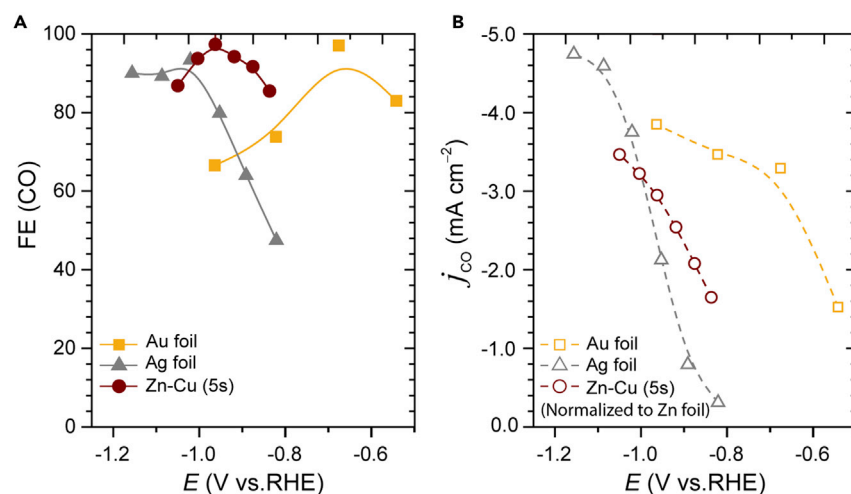 A
FE (CO)
100
80
60
40
20
0
Au foil
Ag foil
Zn-Cu (5s)
-1.2
-1.0
-0.8
-0.6
E (V vs.RHE)
B
jCO (mA cm−2)
-5.0
-4.0
-3.0
-2.0
-1.0
0.0
Au foil
Ag foil
Zn-Cu (5s)
(Normalized to Zn foil)
-1.2
-1.0
-0.8
-0.6
E (V vs.RHE)